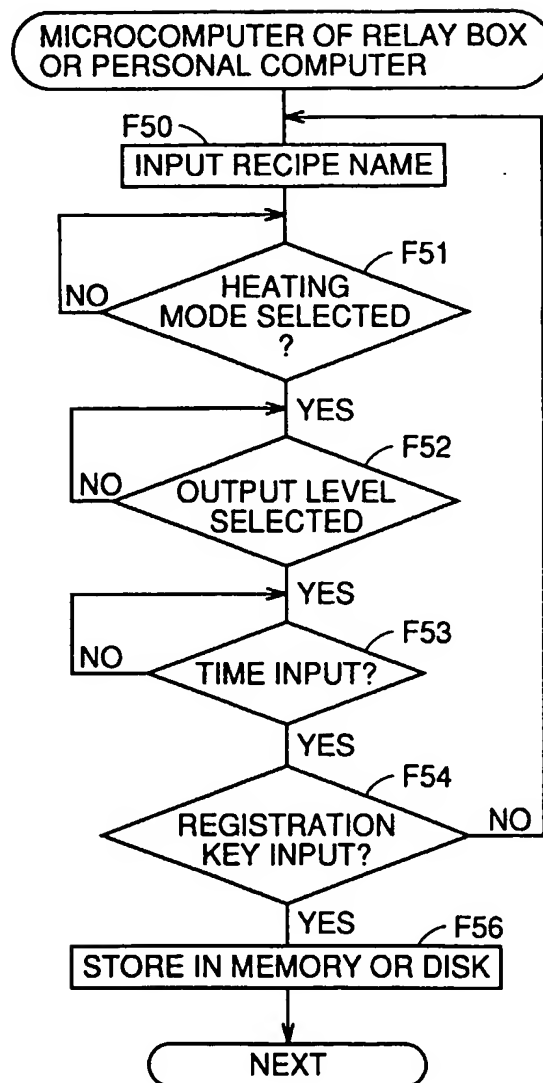 MICROCOMPUTER OF RELAY BOX
OR PERSONAL COMPUTER
F50
INPUT RECIPE NAME
F51
NO
HEATING
MODE SELECTED
?
YES
F52
NO
OUTPUT LEVEL
SELECTED
YES
F53
NO
TIME INPUT?
YES
F54
REGISTRATION
KEY INPUT?
NO
YES
F56
STORE IN MEMORY OR DISK
NEXT